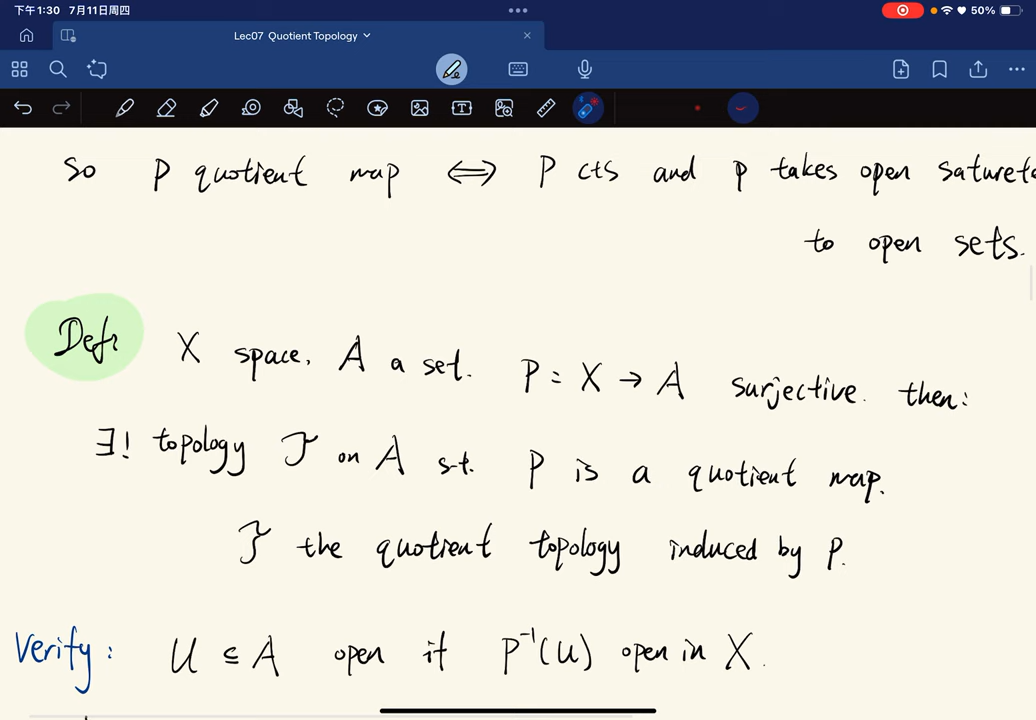 下午1:30 7月11日周四
50%
Lec07 Quotient Topology
So P quotient map ⟺ P cts and p takes open saturate
to open sets.
Defn X space, A a set. P: X → A surjective. then:
∃! topology 𝒯 on A s.t. P is a quotient map.
𝒯 the quotient topology induced by P.
Verify: U ⊆ A open if P⁻¹(U) open in X.